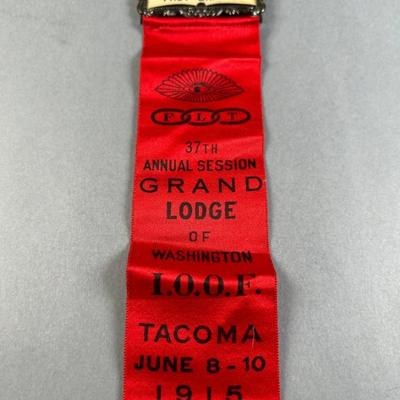 F L T
37TH
ANNUAL SESSION
GRAND
LODGE
OF
WASHINGTON
I.O.O.F.
TACOMA
JUNE 8-10
1915